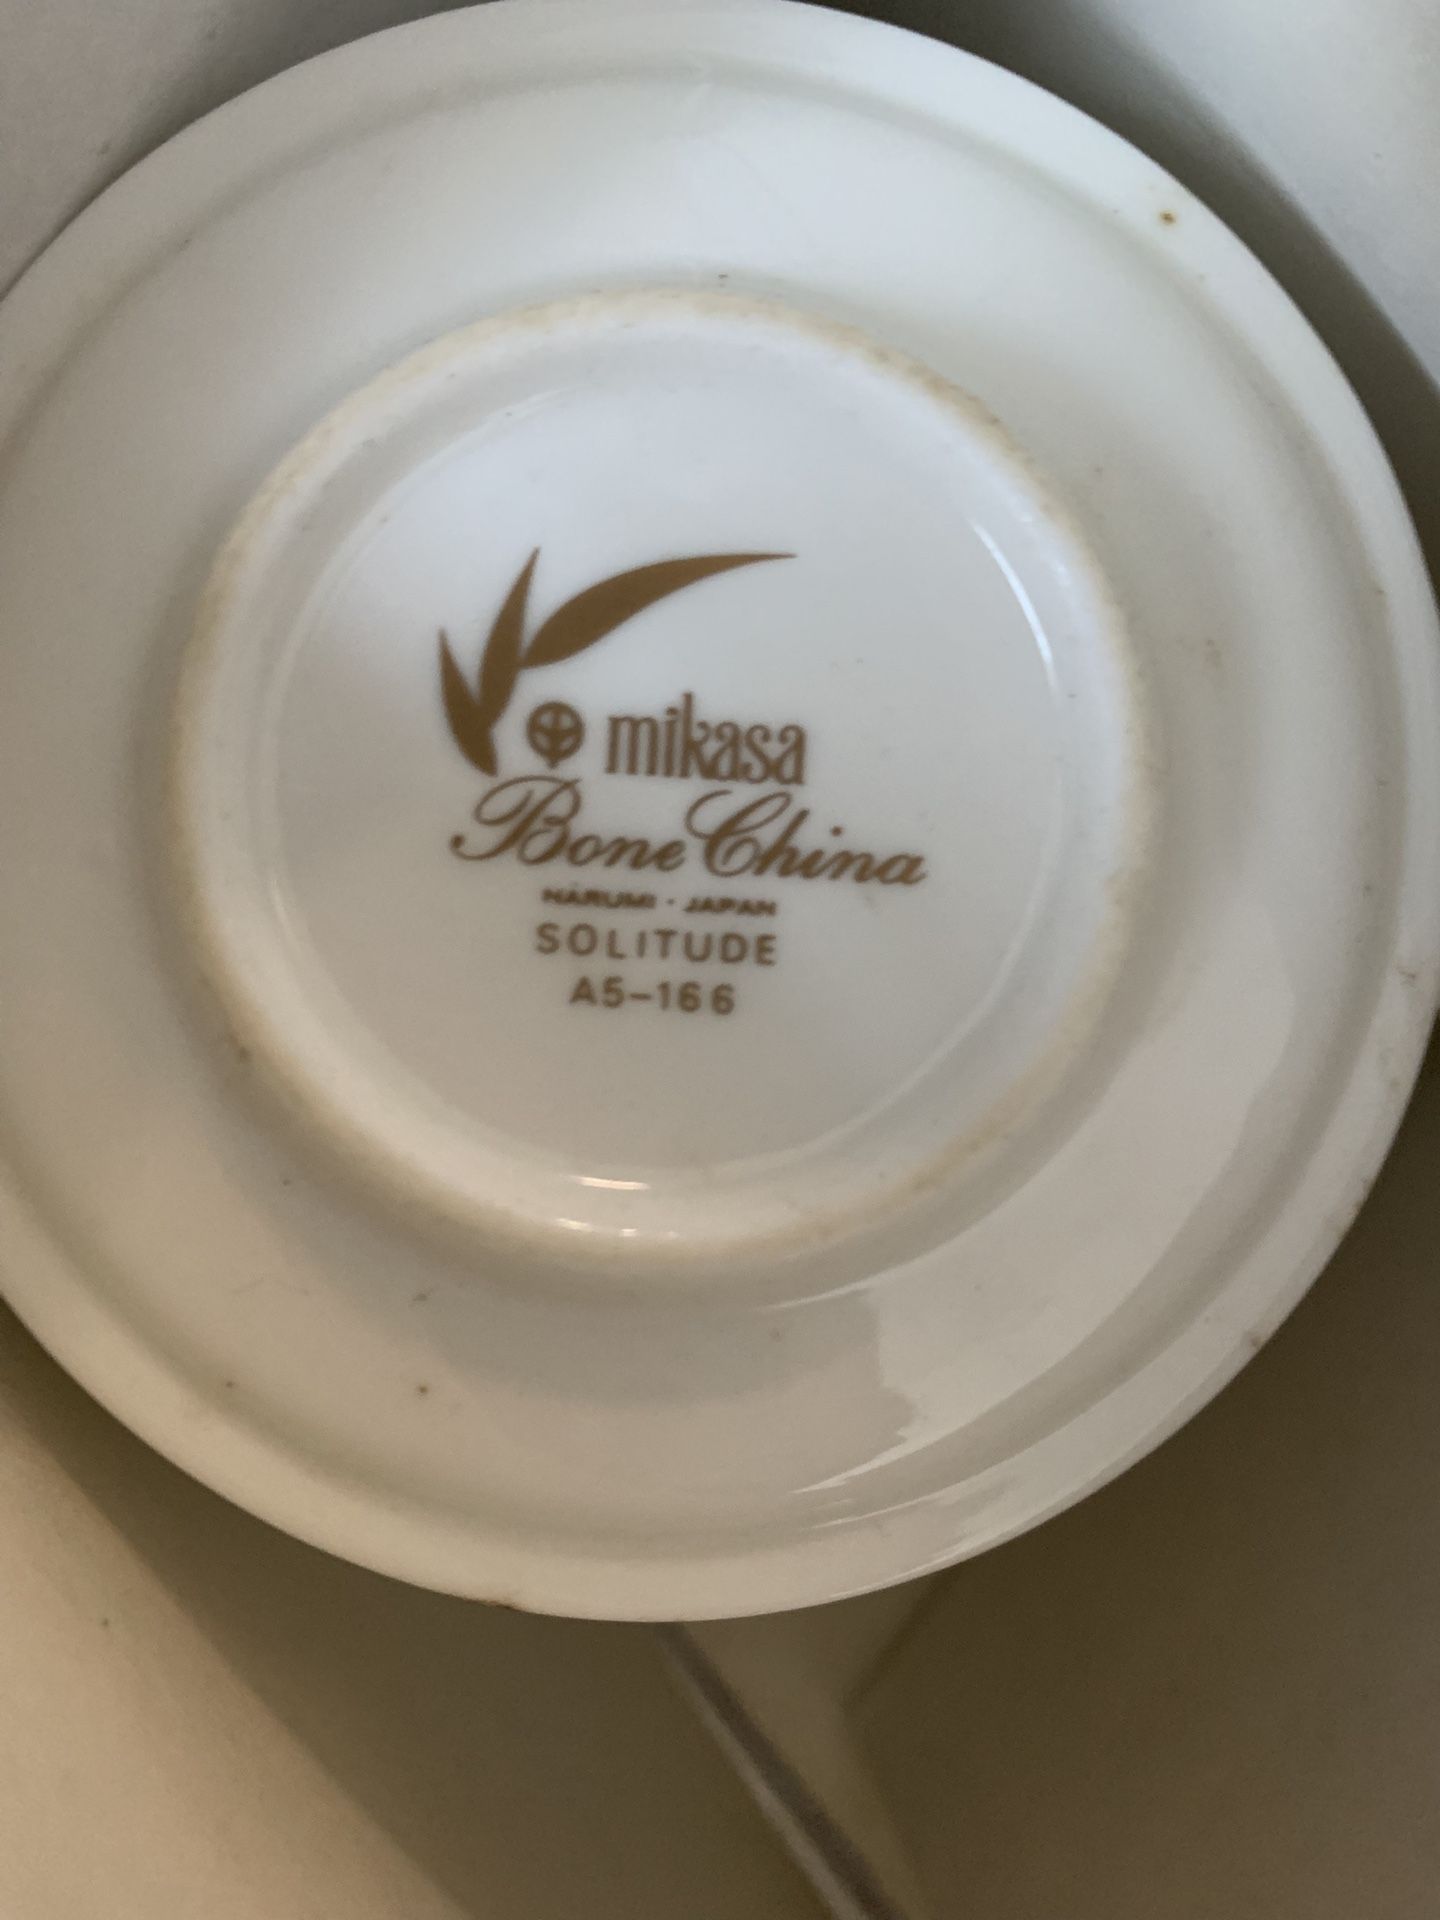 mikasa
Bone China
NARUMI · JAPAN
SOLITUDE
A5-166